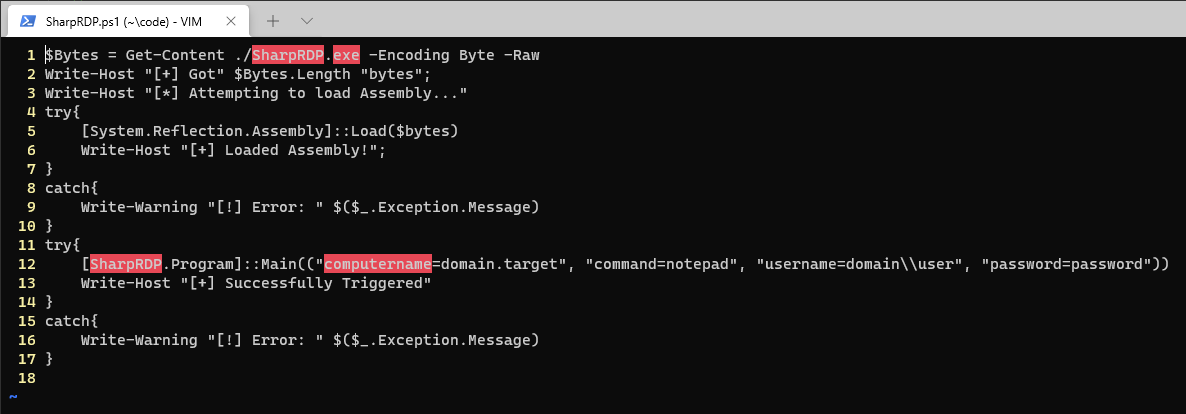 SharpRDP.ps1 (~\code) - VIM
1 $Bytes = Get-Content ./SharpRDP.exe -Encoding Byte -Raw
2 Write-Host "[+] Got" $Bytes.Length "bytes";
3 Write-Host "[*] Attempting to load Assembly..."
4 try{
5     [System.Reflection.Assembly]::Load($bytes)
6     Write-Host "[+] Loaded Assembly!";
7 }
8 catch{
9     Write-Warning "[!] Error: " $($_.Exception.Message)
10 }
11 try{
12     [SharpRDP.Program]::Main(("computername=domain.target", "command=notepad", "username=domain\\user", "password=password"))
13     Write-Host "[+] Successfully Triggered"
14 }
15 catch{
16     Write-Warning "[!] Error: " $($_.Exception.Message)
17 }
18
~